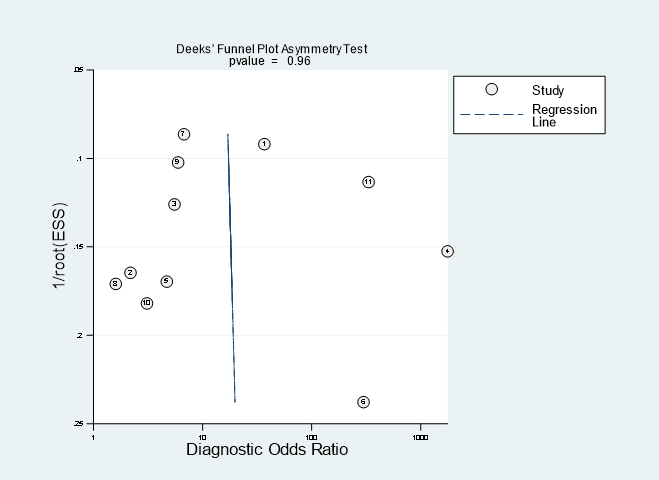 Deeks' Funnel Plot Asymmetry Test
pvalue = 0.96
.05
.1
.15
.2
.25
1/root(ESS)
7
1
9
11
3
4
2
5
8
10
6
1
10
100
1000
Diagnostic Odds Ratio
Study
Regression
Line